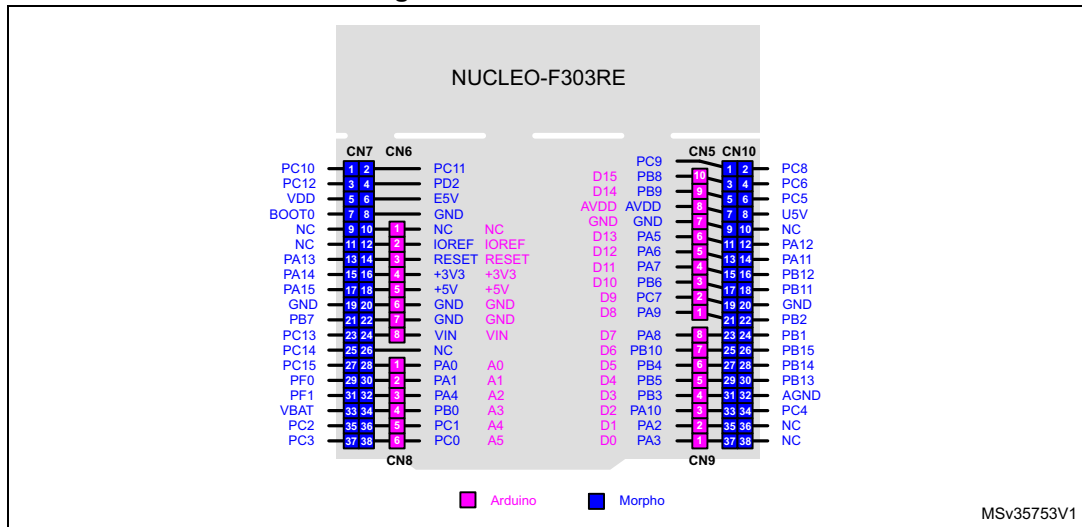 NUCLEO-F303RE
CN7 CN6 CN5 CN10
PC9
PC10 1 2 PC11 1 2 PC8
PC12 3 4 PD2 D15 PB8 10 3 4 PC6
VDD 5 6 E5V D14 PB9 9 5 6 PC5
BOOT0 7 8 GND AVDD AVDD 8 7 8 U5V
NC 9 10 1 NC NC GND GND 7 9 10 NC
NC 11 12 2 IOREF IOREF D13 PA5 6 11 12 PA12
PA13 13 14 3 RESET RESET D12 PA6 5 13 14 PA11
PA14 15 16 4 +3V3 +3V3 D11 PA7 4 15 16 PB12
PA15 17 18 5 +5V +5V D10 PB6 3 17 18 PB11
GND 19 20 6 GND GND D9 PC7 2 19 20 GND
PB7 21 22 7 GND GND D8 PA9 1 21 22 PB2
PC13 23 24 8 VIN VIN D7 PA8 8 23 24 PB1
PC14 25 26 NC D6 PB10 7 25 26 PB15
PC15 27 28 1 PA0 A0 D5 PB4 6 27 28 PB14
PF0 29 30 2 PA1 A1 D4 PB5 5 29 30 PB13
PF1 31 32 3 PA4 A2 D3 PB3 4 31 32 AGND
VBAT 33 34 4 PB0 A3 D2 PA10 3 33 34 PC4
PC2 35 36 5 PC1 A4 D1 PA2 2 35 36 NC
PC3 37 38 6 PC0 A5 D0 PA3 1 37 38 NC
CN8 CN9
Arduino Morpho
MSv35753V1